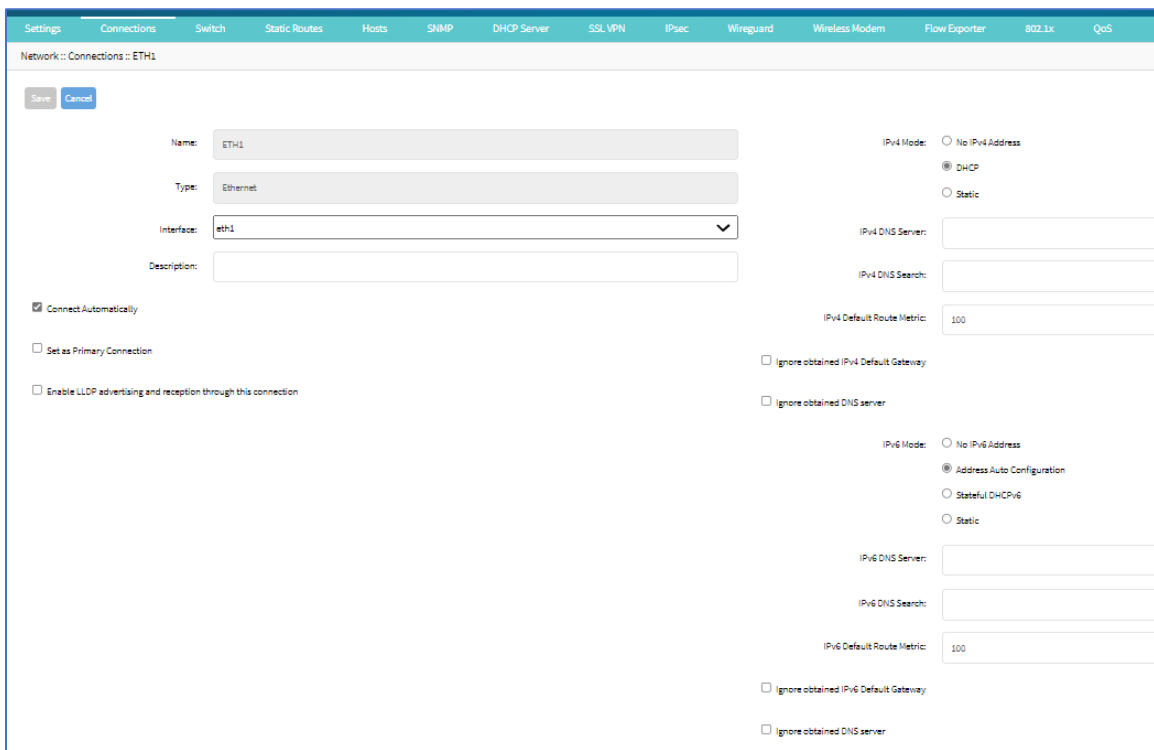 Settings Connections Switch Static Routes Hosts SNMP DHCP Server SSL VPN IPsec Wireguard Wireless Modem Flow Exporter 802.1x QoS
Network :: Connections :: ETH1
Save Cancel
Name: ETH1
Type: Ethernet
Interface: eth1
Description:
Connect Automatically
Set as Primary Connection
Enable LLDP advertising and reception through this connection
IPv4 Mode: No IPv4 Address
DHCP
Static
IPv4 DNS Server:
IPv4 DNS Search:
IPv4 Default Route Metric: 100
Ignore obtained IPv4 Default Gateway
Ignore obtained DNS server
IPv6 Mode: No IPv6 Address
Address Auto Configuration
Stateful DHCPv6
Static
IPv6 DNS Server:
IPv6 DNS Search:
IPv6 Default Route Metric: 100
Ignore obtained IPv6 Default Gateway
Ignore obtained DNS server